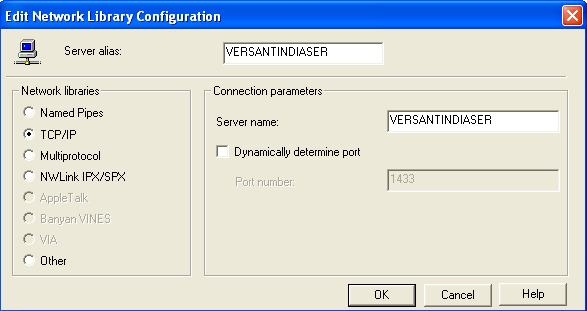 Edit Network Library Configuration
Server alias: VERSANTINDIASER
Network libraries
Named Pipes
TCP/IP
Multiprotocol
NWLink IPX/SPX
AppleTalk
Banyan VINES
VIA
Other
Connection parameters
Server name: VERSANTINDIASER
Dynamically determine port
Port number: 1433
OK Cancel Help